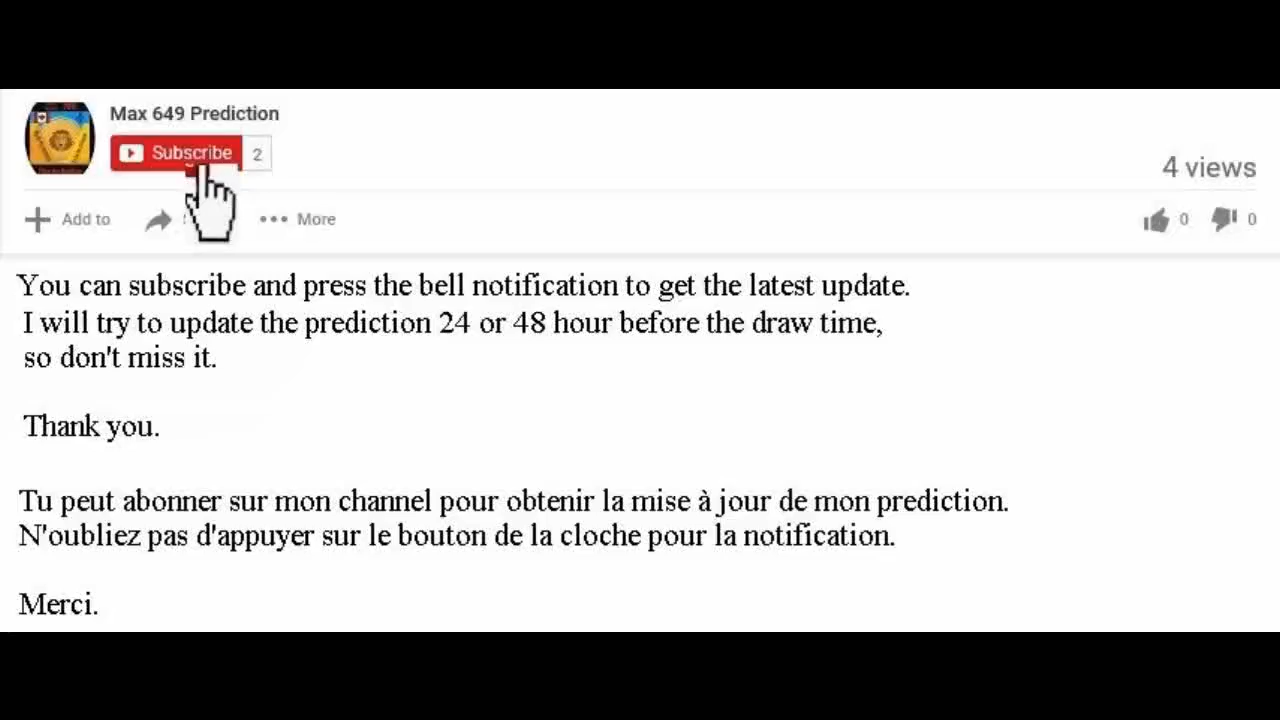 Max 649 Prediction
Subscribe 2
4 views
Add to More 0 0
You can subscribe and press the bell notification to get the latest update.
I will try to update the prediction 24 or 48 hour before the draw time,
so don't miss it.
Thank you.
Tu peut abonner sur mon channel pour obtenir la mise à jour de mon prediction.
N'oubliez pas d'appuyer sur le bouton de la cloche pour la notification.
Merci.